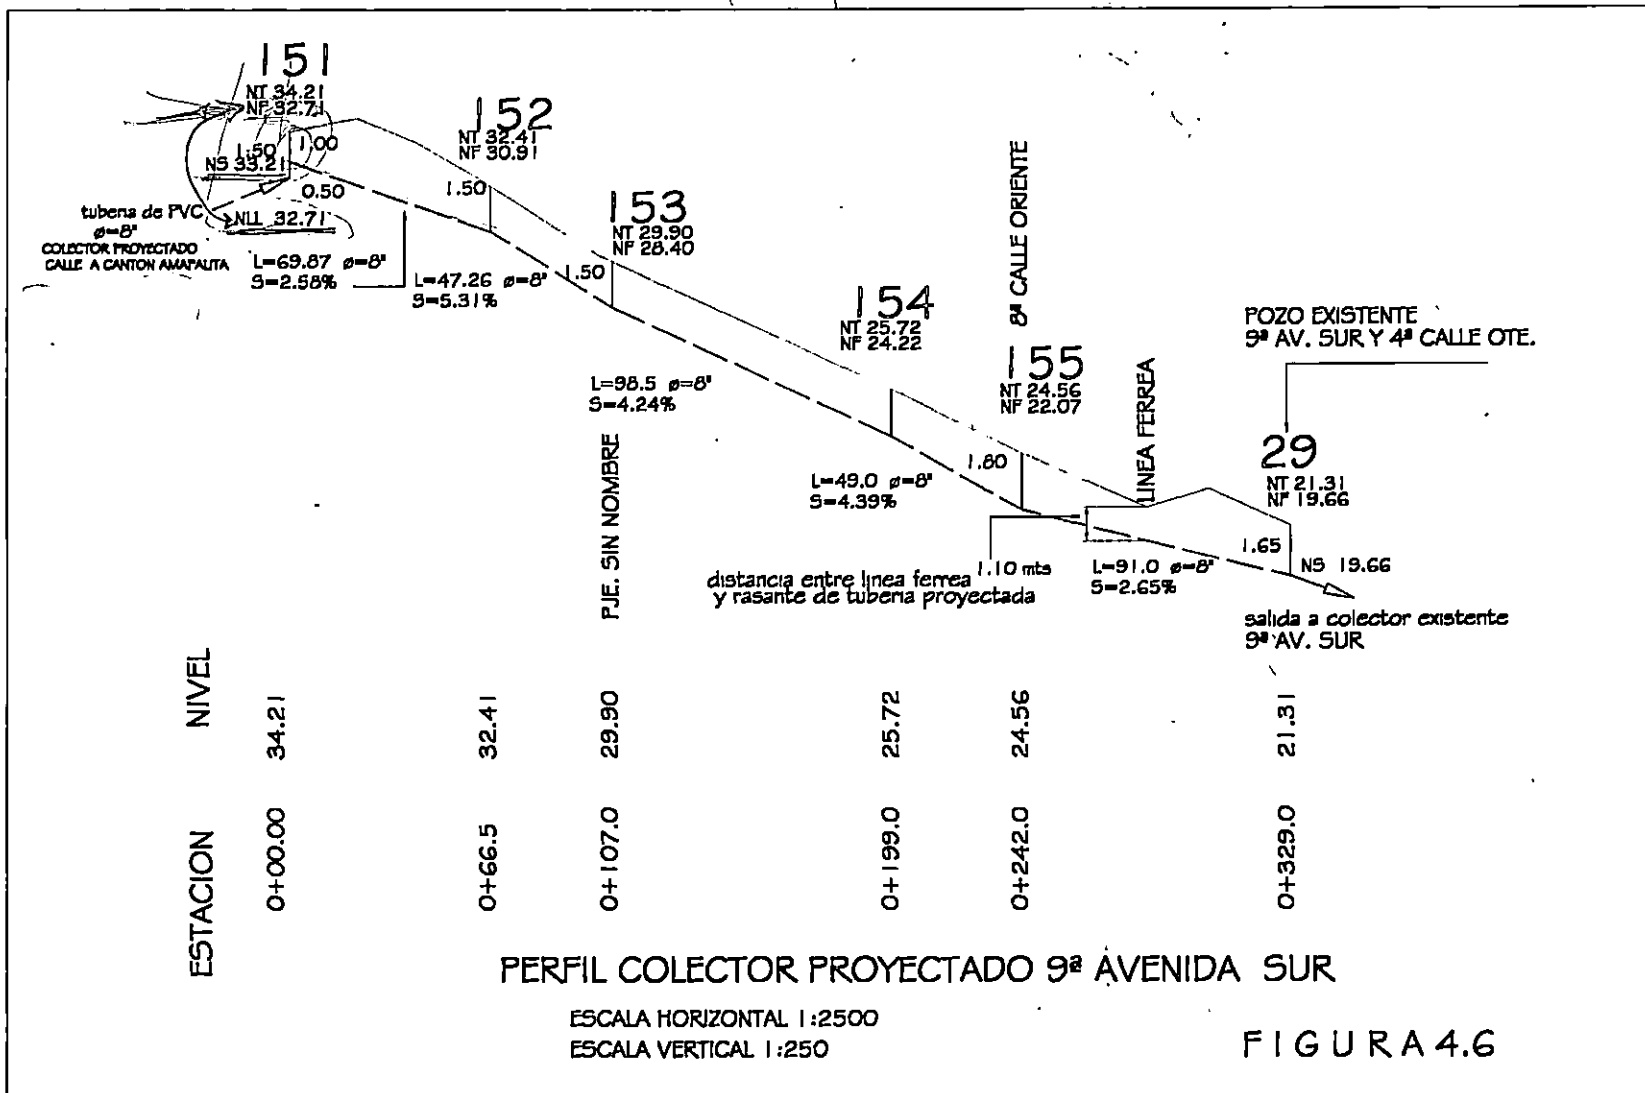 151
NT 34.21
NF 32.71
1.50
1.00
NS 33.21
0.50
tuberia de PVC
ø=8"
NLL 32.71
COLECTOR PROYECTADO
CALLE A CANTON AMAPALITA
L=69.87 ø=8"
S=2.58%
152
NT 32.41
NF 30.91
1.50
L=47.26 ø=8"
S=5.31%
153
NT 29.90
NF 28.40
1.50
L=98.5 ø=8"
S=4.24%
PJE. SIN NOMBRE
154
NT 25.72
NF 24.22
L=49.0 ø=8"
S=4.39%
8ª CALLE ORIENTE
155
NT 24.56
NF 22.07
1.80
LINEA FERREA
1.10 mts
distancia entre linea ferrea
y rasante de tuberia proyectada
L=91.0 ø=8"
S=2.65%
POZO EXISTENTE
9ª AV. SUR Y 4ª CALLE OTE.
29
NT 21.31
NF 19.66
1.65
NS 19.66
salida a colector existente
9ª AV. SUR
NIVEL
34.21
32.41
29.90
25.72
24.56
21.31
ESTACION
0+00.00
0+66.5
0+107.0
0+199.0
0+242.0
0+329.0
PERFIL COLECTOR PROYECTADO 9ª AVENIDA SUR
ESCALA HORIZONTAL 1:2500
ESCALA VERTICAL 1:250
FIGURA 4.6